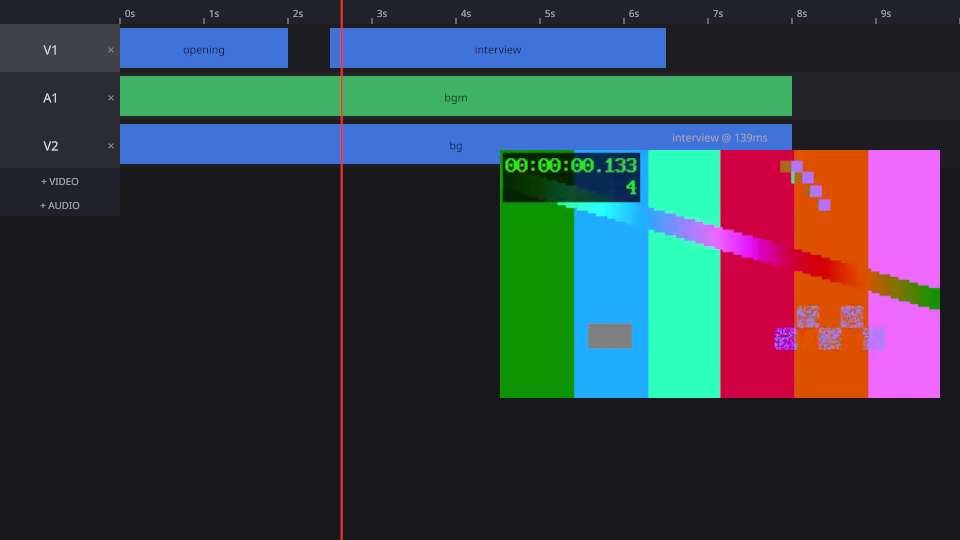 0s 1s 2s 3s 4s 5s 6s 7s 8s 9s
V1 × opening interview
A1 × bgm
V2 × bg
interview @ 139ms
00:00:00.133
4
+ VIDEO
+ AUDIO